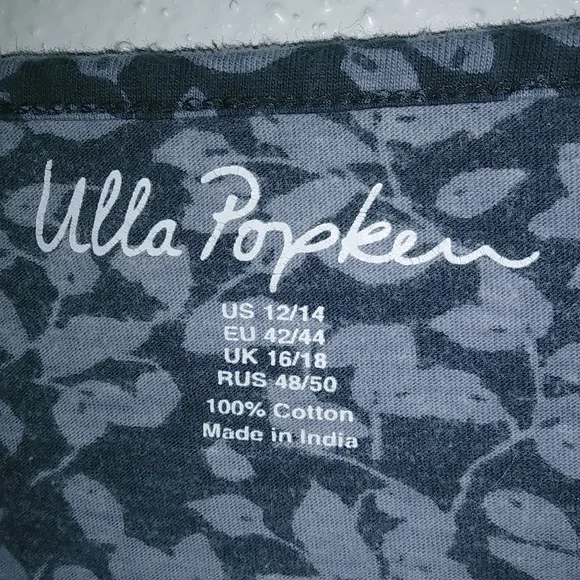 Ulla Popken
US 12/14
EU 42/44
UK 16/18
RUS 48/50
100% Cotton
Made in India